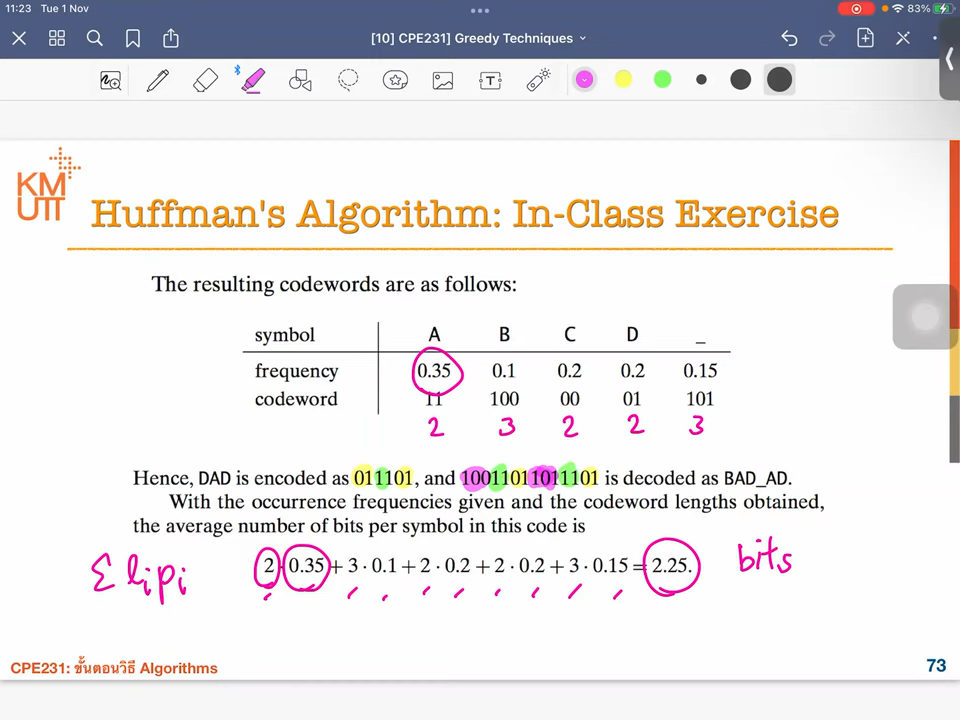 11:23 Tue 1 Nov 83%
[10] CPE231] Greedy Techniques
KM
UTT
Huffman's Algorithm: In-Class Exercise
The resulting codewords are as follows:
symbol A B C D _
frequency 0.35 0.1 0.2 0.2 0.15
codeword 11 100 00 01 101
2 3 2 2 3
Hence, DAD is encoded as 011101, and 10011011011101 is decoded as BAD_AD.
With the occurrence frequencies given and the codeword lengths obtained,
the average number of bits per symbol in this code is
Σ lipi 2 · 0.35 + 3 · 0.1 + 2 · 0.2 + 2 · 0.2 + 3 · 0.15 = 2.25. bits
CPE231: ขั้นตอนวิธี Algorithms 73